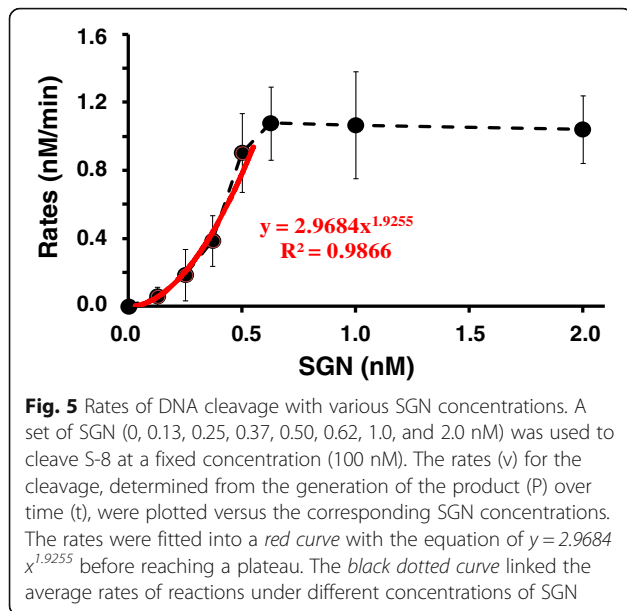 1.6
1.2
0.8
0.4
0.0
Rates (nM/min)
y = 2.9684x^1.9255
R² = 0.9866
0.0 0.5 1.0 1.5 2.0
SGN (nM)
Fig. 5 Rates of DNA cleavage with various SGN concentrations. A
set of SGN (0, 0.13, 0.25, 0.37, 0.50, 0.62, 1.0, and 2.0 nM) was used to
cleave S-8 at a fixed concentration (100 nM). The rates (v) for the
cleavage, determined from the generation of the product (P) over
time (t), were plotted versus the corresponding SGN concentrations.
The rates were fitted into a red curve with the equation of y = 2.9684
x^1.9255 before reaching a plateau. The black dotted curve linked the
average rates of reactions under different concentrations of SGN